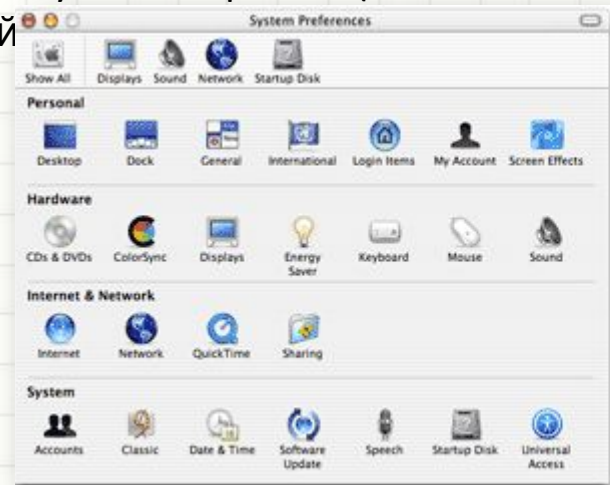 й
System Preferences
Show All Displays Sound Network Startup Disk
Personal
Desktop Dock General International Login Items My Account Screen Effects
Hardware
CDs & DVDs ColorSync Displays Energy Saver Keyboard Mouse Sound
Internet & Network
Internet Network QuickTime Sharing
System
Accounts Classic Date & Time Software Update Speech Startup Disk Universal Access